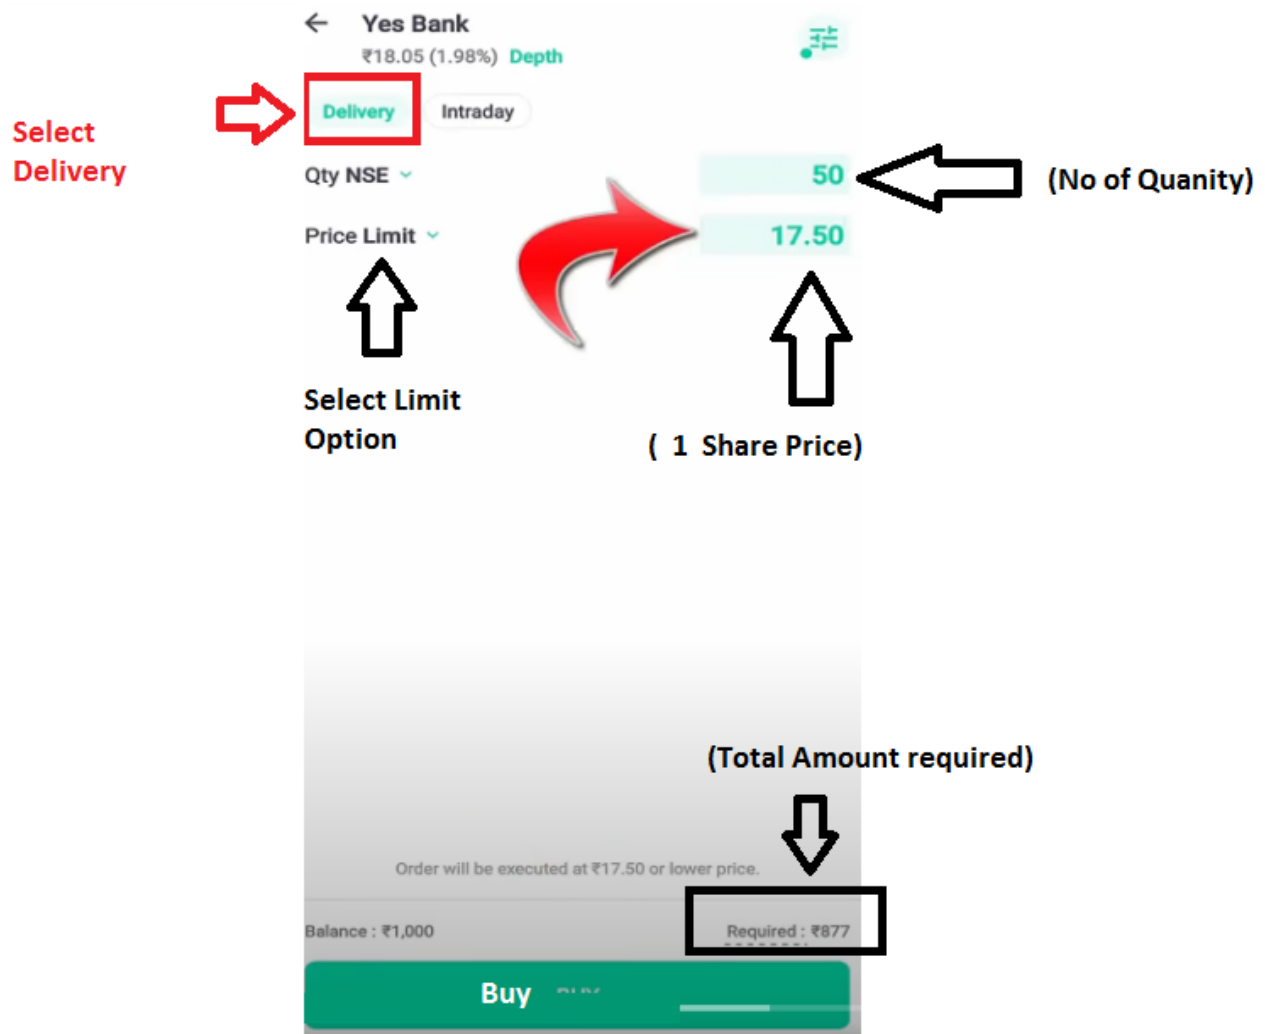 Yes Bank
₹18.05 (1.98%) Depth
Delivery Intraday
Select
Delivery
Qty NSE 50
(No of Quanity)
Price Limit 17.50
Select Limit
Option
( 1 Share Price)
(Total Amount required)
Order will be executed at ₹17.50 or lower price.
Balance : ₹1,000 Required : ₹877
Buy